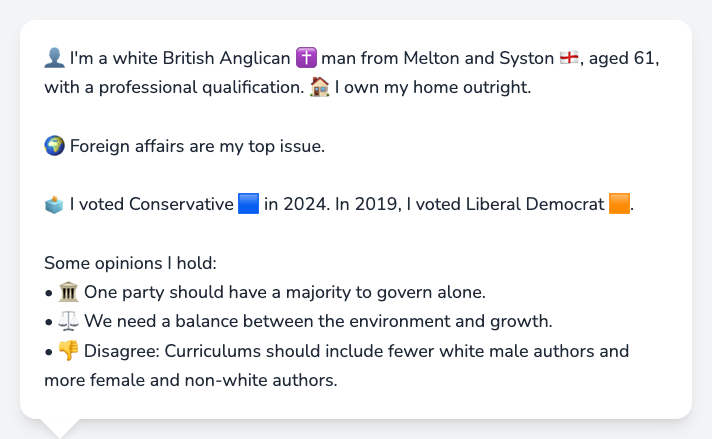 👤 I'm a white British Anglican ✝️ man from Melton and Syston 🏴󠁧󠁢󠁥󠁮󠁧󠁿, aged 61,
with a professional qualification. 🏠 I own my home outright.
🌍 Foreign affairs are my top issue.
🗳️ I voted Conservative 🟦 in 2024. In 2019, I voted Liberal Democrat 🟧.
Some opinions I hold:
• 🏛️ One party should have a majority to govern alone.
• ⚖️ We need a balance between the environment and growth.
• 👎 Disagree: Curriculums should include fewer white male authors and
more female and non-white authors.